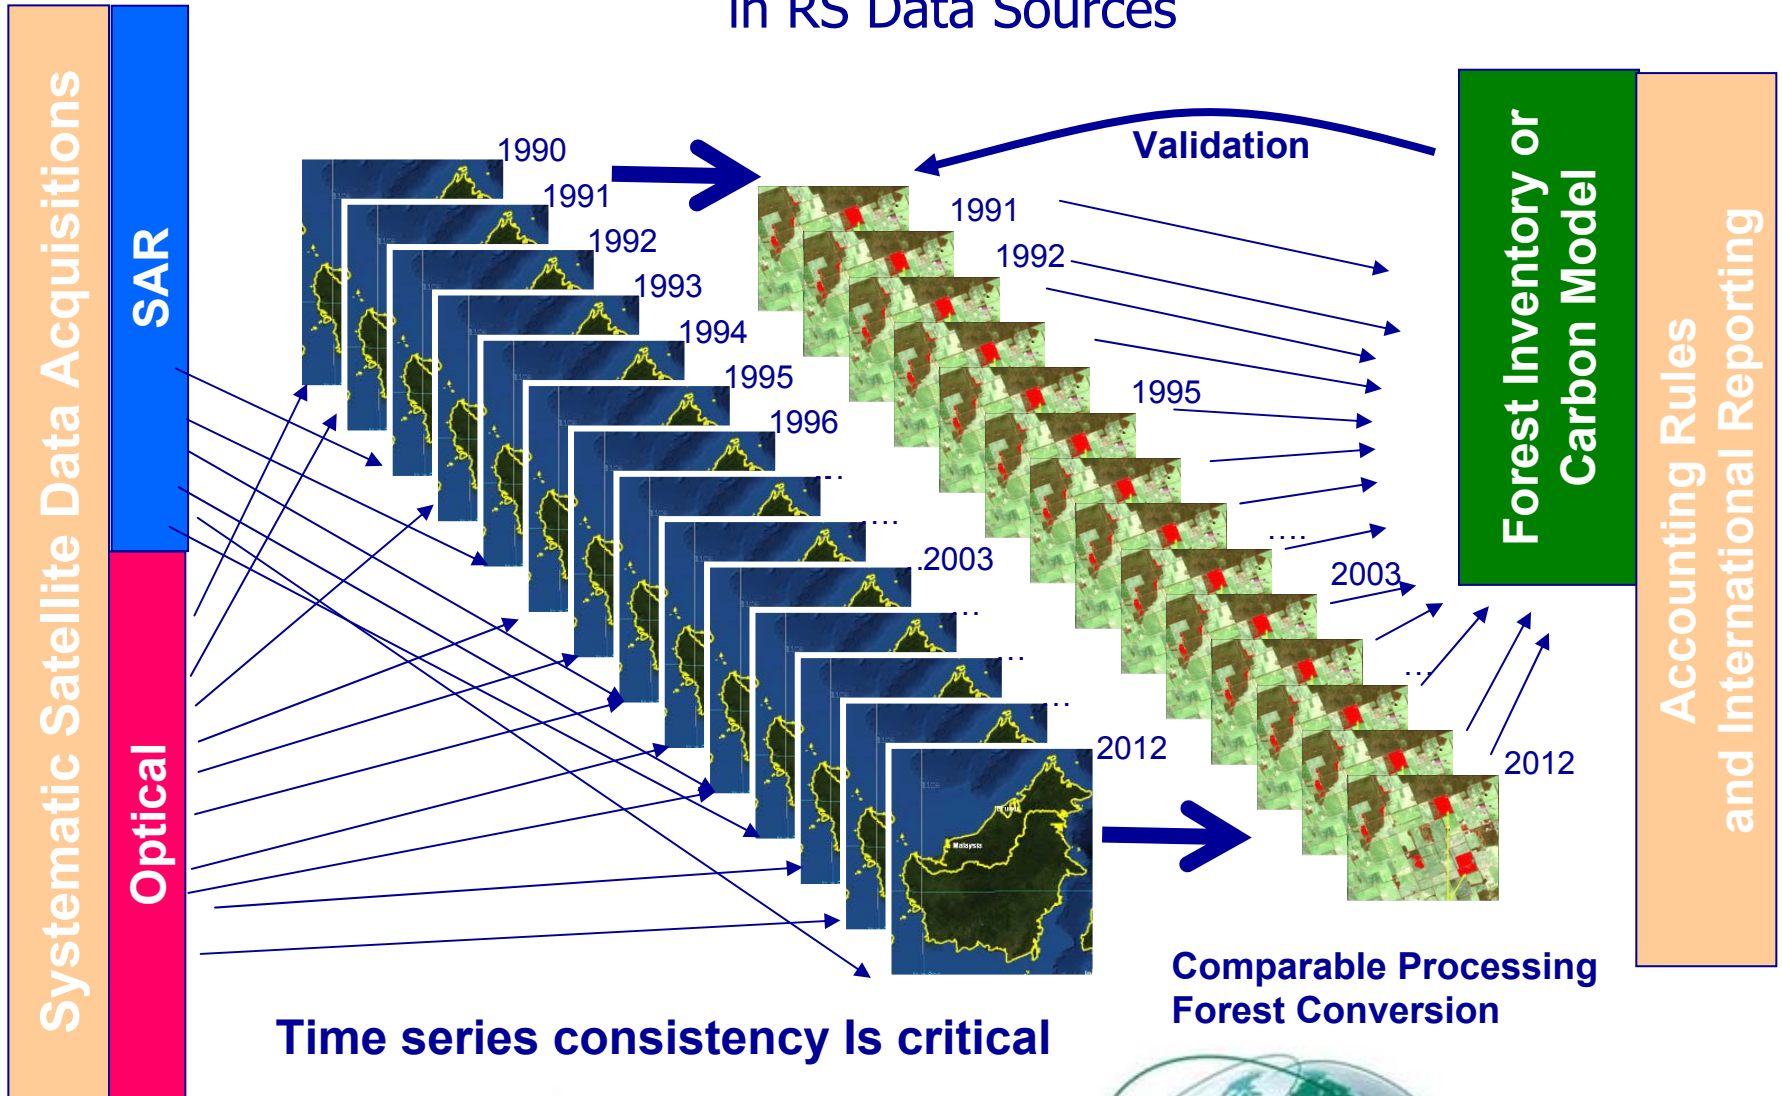 in RS Data Sources
Systematic Satellite Data Acquisitions
SAR
Optical
1990
1991
1992
1993
1994
1995
1996
....
....
..2003
...
...
...
2012
Validation
1991
1992
1995
....
2003
...
2012
Forest Inventory or
Carbon Model
Accounting Rules
and International Reporting
Malaysia
Comparable Processing
Forest Conversion
Time series consistency Is critical